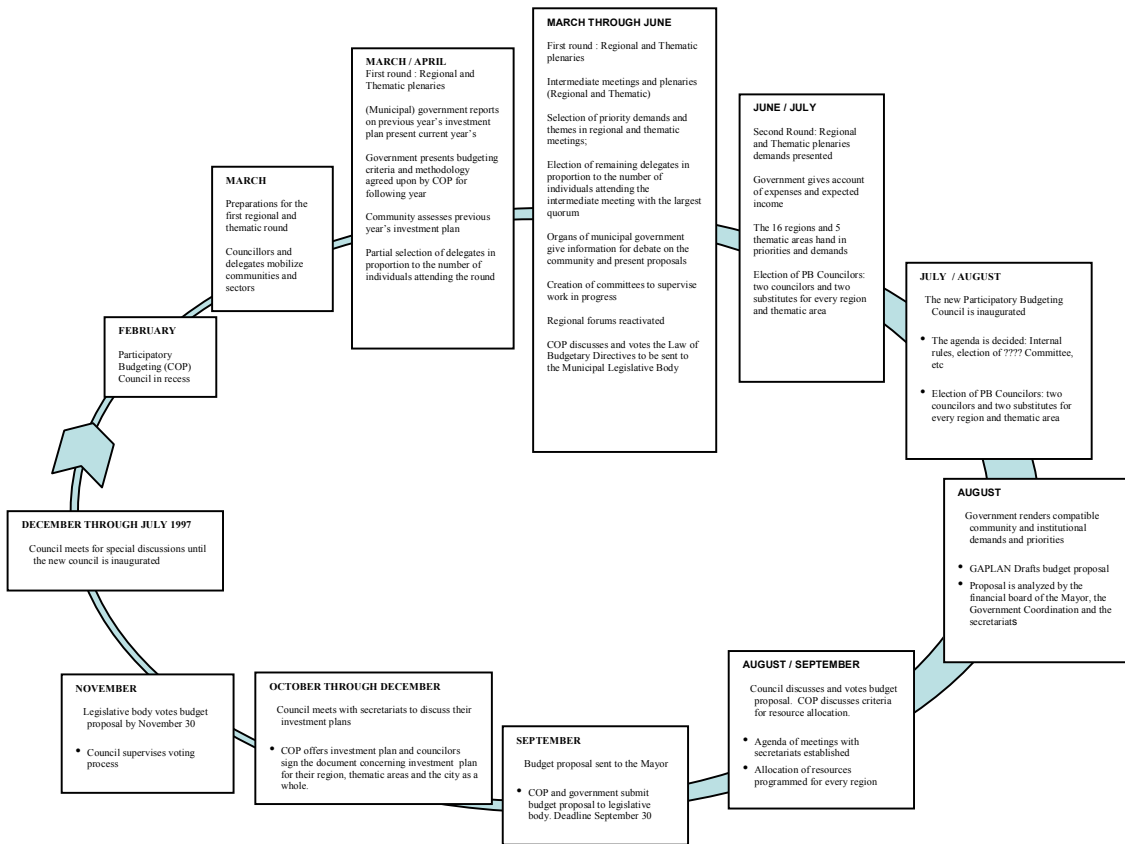 FEBRUARY
Participatory
Budgeting (COP)
Council in recess
MARCH
Preparations for the
first regional and
thematic round
Councillors and
delegates mobilize
communities and
sectors
MARCH / APRIL
First round : Regional and
Thematic plenaries
(Municipal) government reports
on previous year's investment
plan present current year's
Government presents budgeting
criteria and methodology
agreed upon by COP for
following year
Community assesses previous
year's investment plan
Partial selection of delegates in
proportion to the number of
individuals attending the round
MARCH THROUGH JUNE
First round : Regional and Thematic
plenaries
Intermediate meetings and plenaries
(Regional and Thematic)
Selection of priority demands and
themes in regional and thematic
meetings;
Election of remaining delegates in
proportion to the number of
individuals attending the
intermediate meeting with the largest
quorum
Organs of municipal government
give information for debate on the
community and present proposals
Creation of committees to supervise
work in progress
Regional forums reactivated
COP discusses and votes the Law of
Budgetary Directives to be sent to
the Municipal Legislative Body
JUNE / JULY
Second Round: Regional
and Thematic plenaries
demands presented
Government gives account
of expenses and expected
income
The 16 regions and 5
thematic areas hand in
priorities and demands
Election of PB Councilors:
two councilors and two
substitutes for every region
and thematic area
JULY / AUGUST
The new Participatory Budgeting
Council is inaugurated
• The agenda is decided: Internal
rules, election of ???? Committee,
etc
• Election of PB Councilors: two
councilors and two substitutes for
every region and thematic area
AUGUST
Government renders compatible
community and institutional
demands and priorities
• GAPLAN Drafts budget proposal
• Proposal is analyzed by the
financial board of the Mayor, the
Government Coordination and the
secretariats
AUGUST / SEPTEMBER
Council discusses and votes budget
proposal. COP discusses criteria
for resource allocation.
• Agenda of meetings with
secretariats established
• Allocation of resources
programmed for every region
SEPTEMBER
Budget proposal sent to the Mayor
• COP and government submit
budget proposal to legislative
body. Deadline September 30
OCTOBER THROUGH DECEMBER
Council meets with secretariats to discuss their
investment plans
• COP offers investment plan and councilors
sign the document concerning investment plan
for their region, thematic areas and the city as a
whole.
NOVEMBER
Legislative body votes budget
proposal by November 30
• Council supervises voting
process
DECEMBER THROUGH JULY 1997
Council meets for special discussions until
the new council is inaugurated